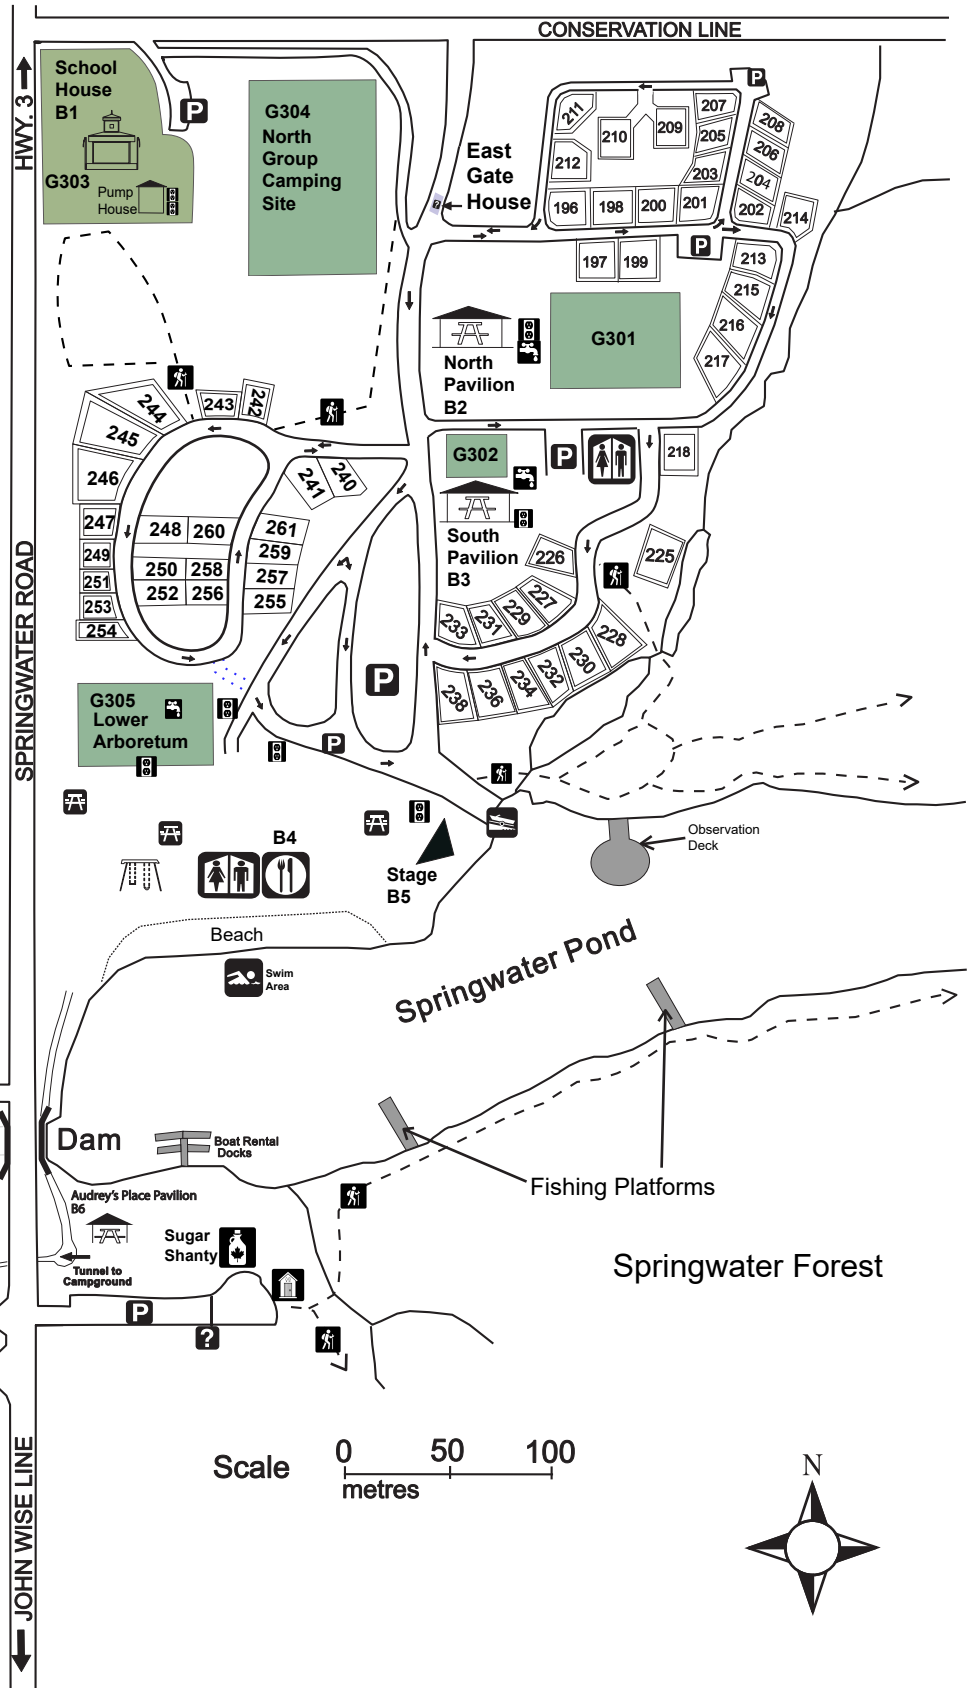 CONSERVATION LINE
HWY. 3
School
House
B1
G303
Pump
House
P
G304
North
Group
Camping
Site
East
Gate
House
?
P
211
210
209
207
205
203
212
196
198
200
201
208
206
204
202
214
197
199
P
213
215
216
217
G301
North
Pavilion
B2
244
243
242
245
246
241
240
G302
P
218
South
Pavilion
B3
247
248
260
261
249
250
258
259
251
252
256
257
253
255
254
226
225
227
229
231
233
228
230
232
234
236
238
P
SPRINGWATER ROAD
G305
Lower
Arboretum
P
B4
Stage
B5
Observation
Deck
Beach
Swim
Area
Springwater Pond
Dam
Boat Rental
Docks
Audrey's Place Pavilion
B6
Fishing Platforms
Sugar
Shanty
Tunnel to
Campground
Springwater Forest
P
?
JOHN WISE LINE
Scale
0 50 100
metres
N